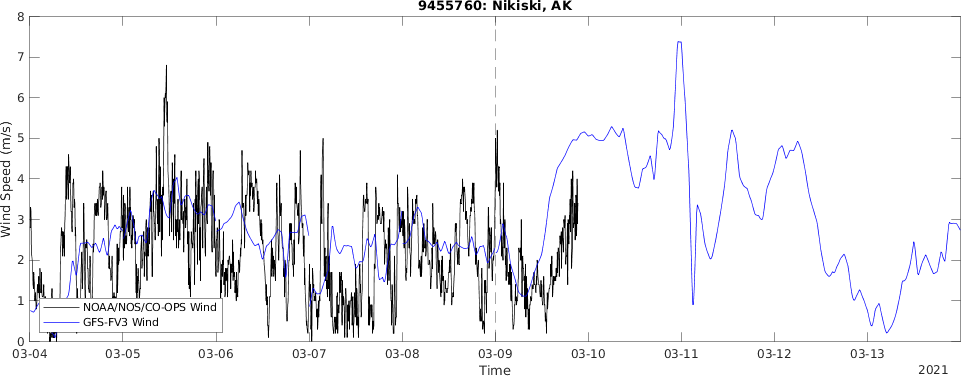 9455760: Nikiski, AK
8
7
6
5
4
3
2
1
0
Wind Speed (m/s)
NOAA/NOS/CO-OPS Wind
GFS-FV3 Wind
03-04 03-05 03-06 03-07 03-08 03-09 03-10 03-11 03-12 03-13
Time
2021